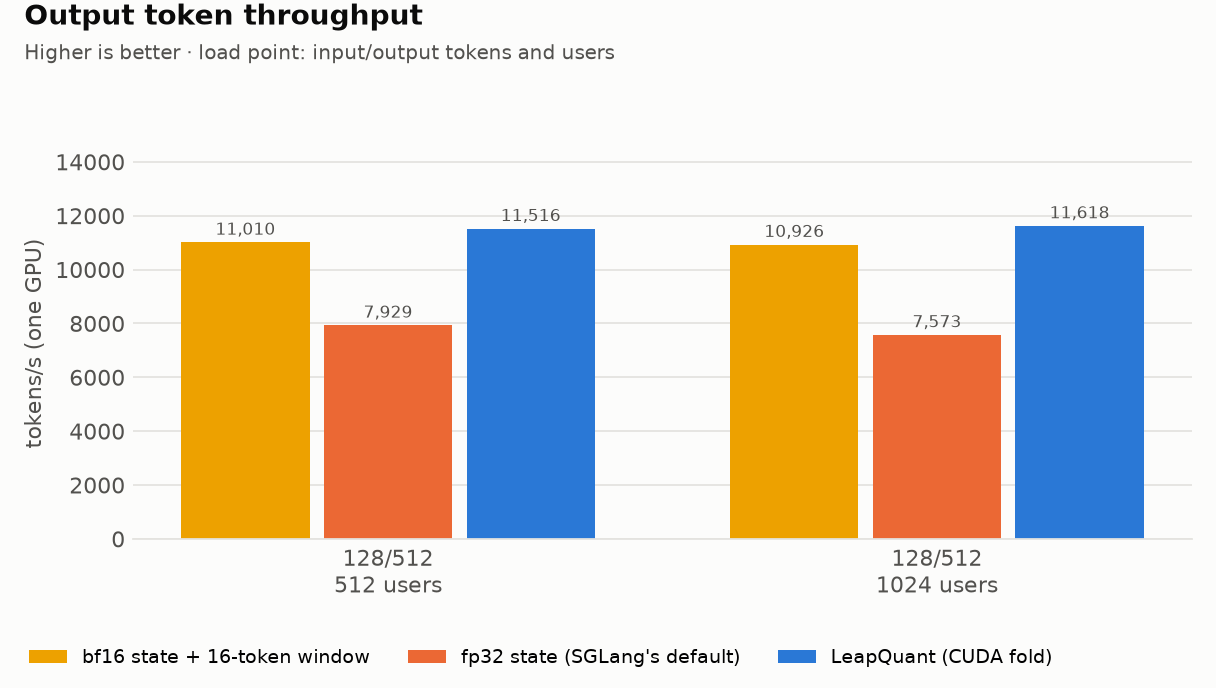 Output token throughput
Higher is better · load point: input/output tokens and users
tokens/s (one GPU)
14000
12000
10000
8000
6000
4000
2000
0
11,010
7,929
11,516
10,926
7,573
11,618
128/512
512 users
128/512
1024 users
bf16 state + 16-token window
fp32 state (SGLang's default)
LeapQuant (CUDA fold)